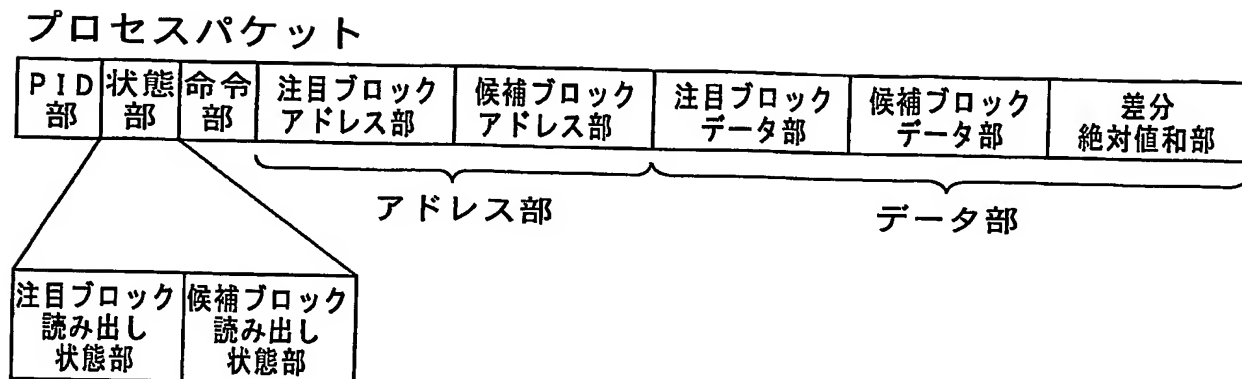 プロセスパケット
PID部
状態部
命令部
注目ブロック
アドレス部
候補ブロック
アドレス部
注目ブロック
データ部
候補ブロック
データ部
差分
絶対値和部
アドレス部
データ部
注目ブロック
読み出し
状態部
候補ブロック
読み出し
状態部